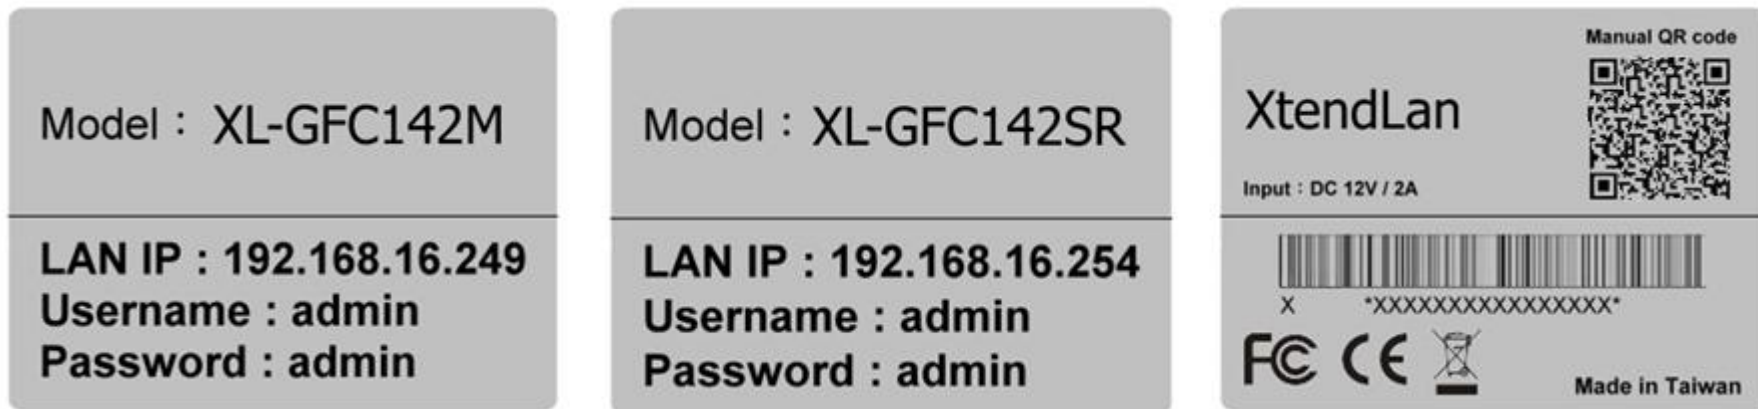 Model : XL-GFC142M
LAN IP : 192.168.16.249
Username : admin
Password : admin
Model : XL-GFC142SR
LAN IP : 192.168.16.254
Username : admin
Password : admin
Manual QR code
XtendLan
Input : DC 12V / 2A
X *XXXXXXXXXXXXXXXX*
FC CE
Made in Taiwan